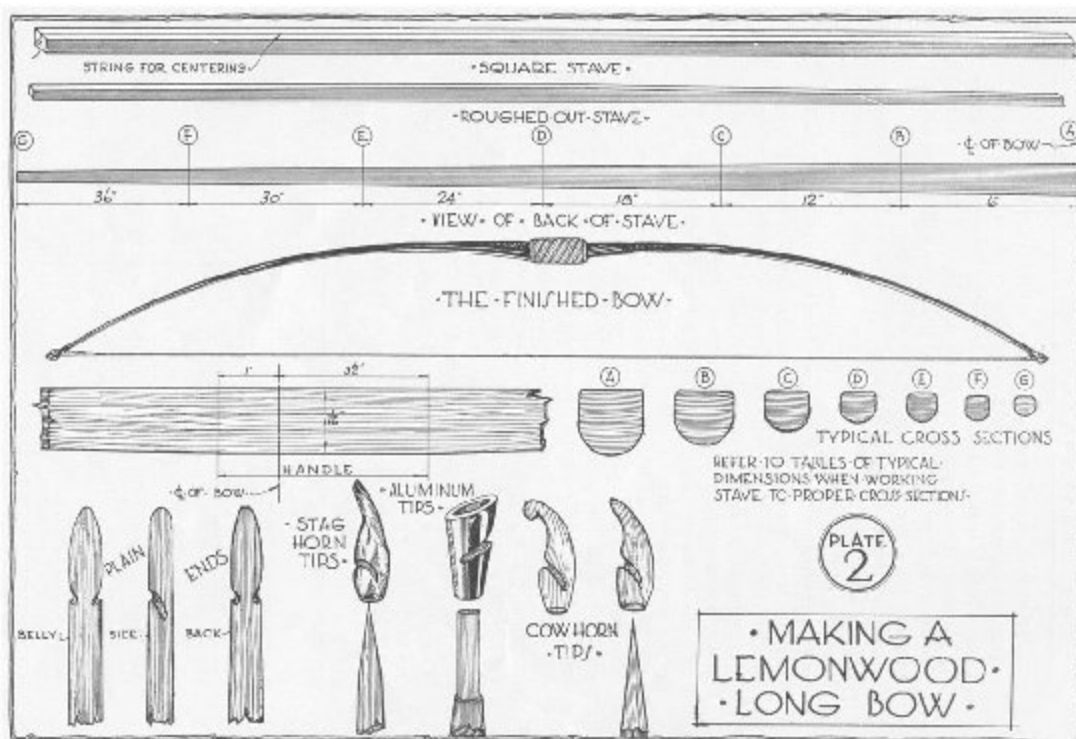 STRING FOR CENTERING
·SQUARE STAVE·
-ROUGHED OUT-STAVE-
G F E D C B A
℄ OF BOW
36" 30" 24" 18" 12" 6"
·VIEW·OF·BACK·OF·STAVE·
·THE·FINISHED·BOW·
1" 3½"
HANDLE
℄ OF BOW
A B C D E F G
TYPICAL CROSS SECTIONS
REFER·TO TABLES·OF TYPICAL·
DIMENSIONS WHEN·WORKING
STAVE·TO·PROPER·CROSS·SECTIONS·
PLAIN
ENDS
BELLY
SIDE
BACK
·STAG
HORN
TIPS·
·ALUMINUM
TIPS·
COW HORN
·TIPS·
PLATE
2
·MAKING A
LEMONWOOD·
·LONG BOW·